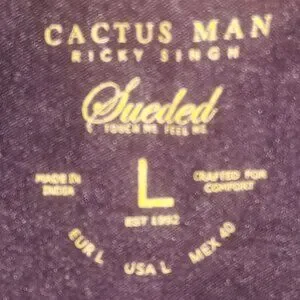 CACTUS MAN
RICKY SINGH
Sueded
TOUCH ME FEEL ME
L
MADE IN
INDIA
CRAFTED FOR
COMFORT
EST 1992
EUR L
USA L
MEX 40